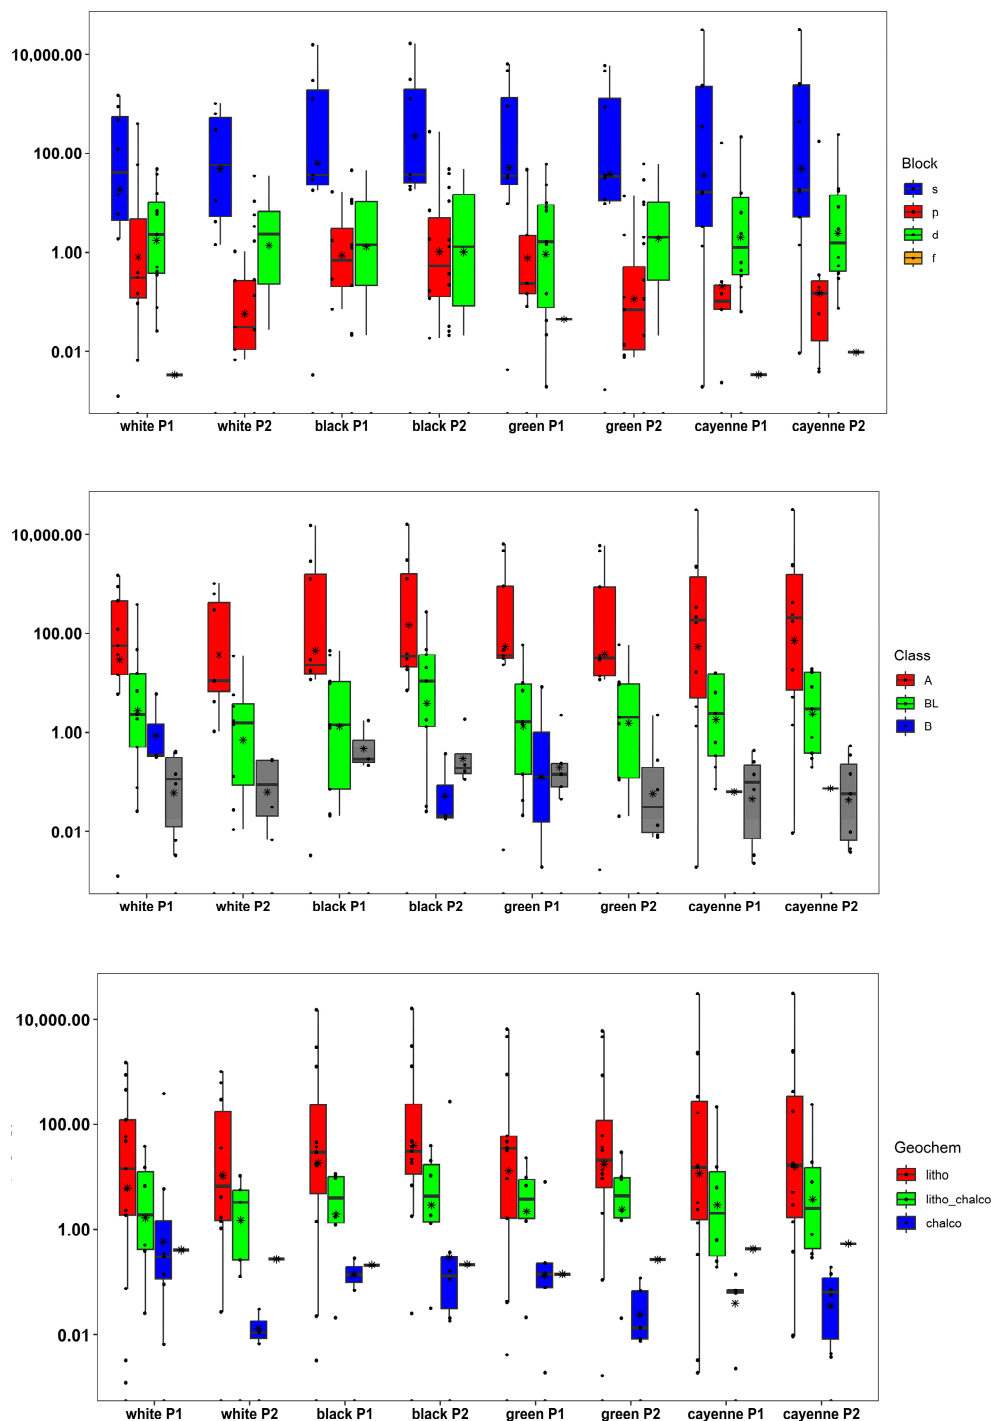 10,000.00
100.00
1.00
0.01
white P1 white P2 black P1 black P2 green P1 green P2 cayenne P1 cayenne P2
Block
s
p
d
f
10,000.00
100.00
1.00
0.01
white P1 white P2 black P1 black P2 green P1 green P2 cayenne P1 cayenne P2
Class
A
BL
B
10,000.00
100.00
1.00
0.01
white P1 white P2 black P1 black P2 green P1 green P2 cayenne P1 cayenne P2
Geochem
litho
litho_chalco
chalco